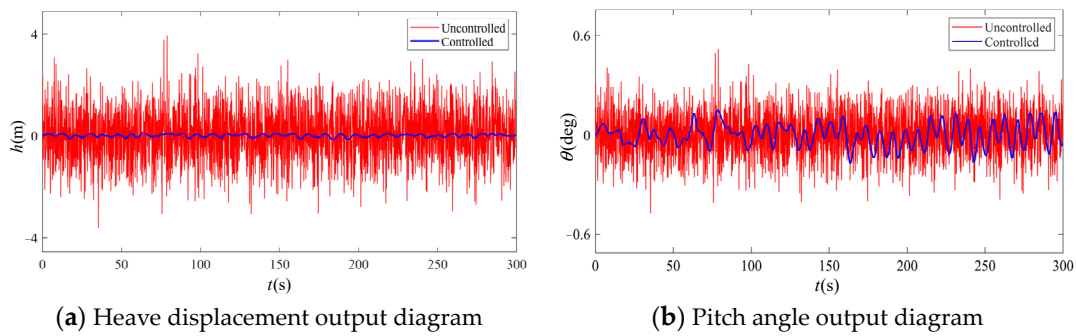 4
0
−4
h(m)
Uncontrolled
Controlled
0
50
100
150
200
250
300
t(s)
(a) Heave displacement output diagram
0.6
0
−0.6
θ(deg)
Uncontrolled
Controllcd
0
50
100
150
200
250
300
t(s)
(b) Pitch angle output diagram